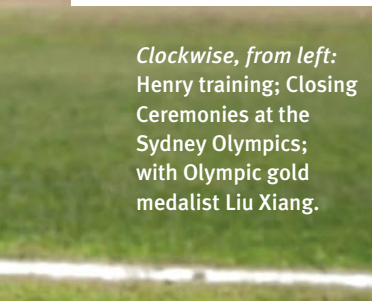 Clockwise, from left:
Henry training; Closing
Ceremonies at the
Sydney Olympics;
with Olympic gold
medalist Liu Xiang.